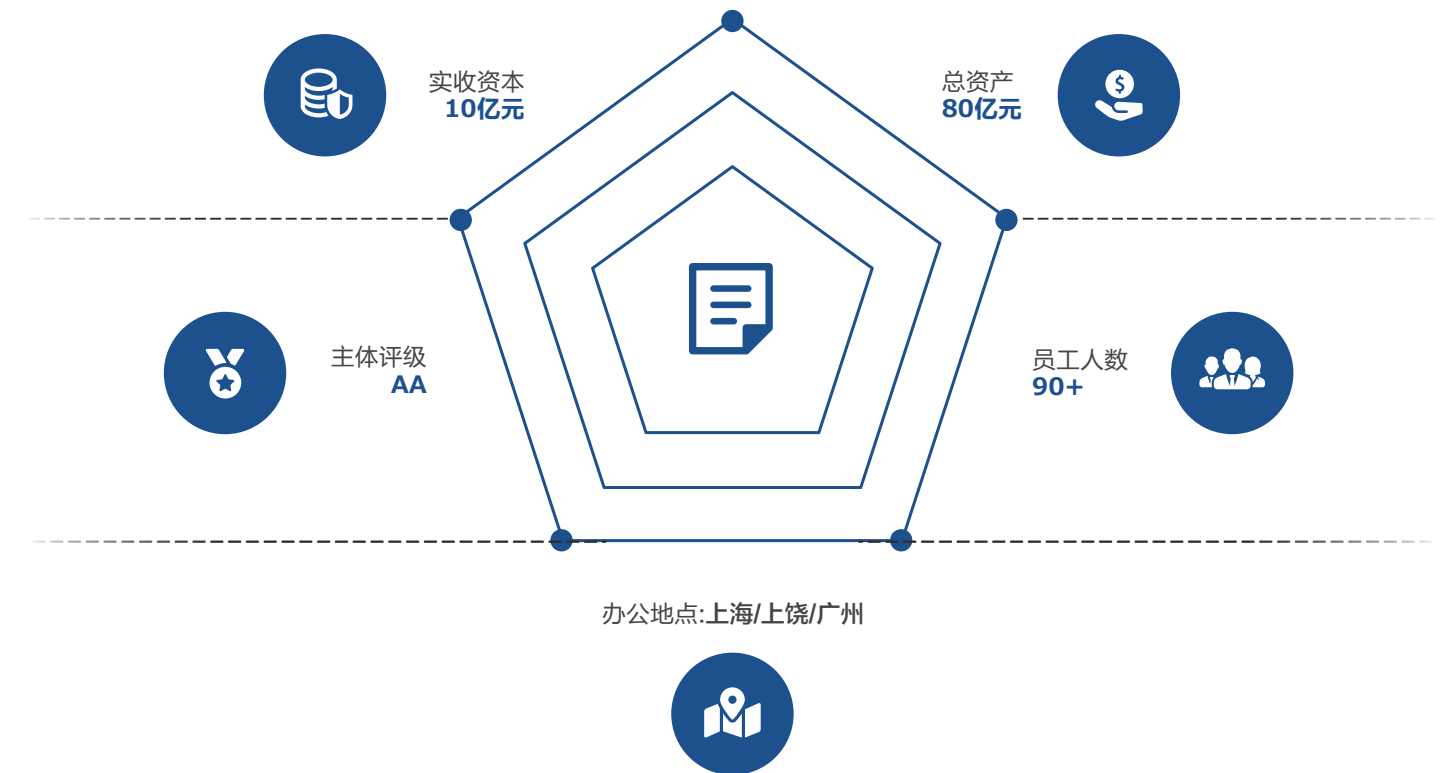 实收资本
10亿元
总资产
80亿元
主体评级
AA
员工人数
90+
办公地点:上海/上饶/广州